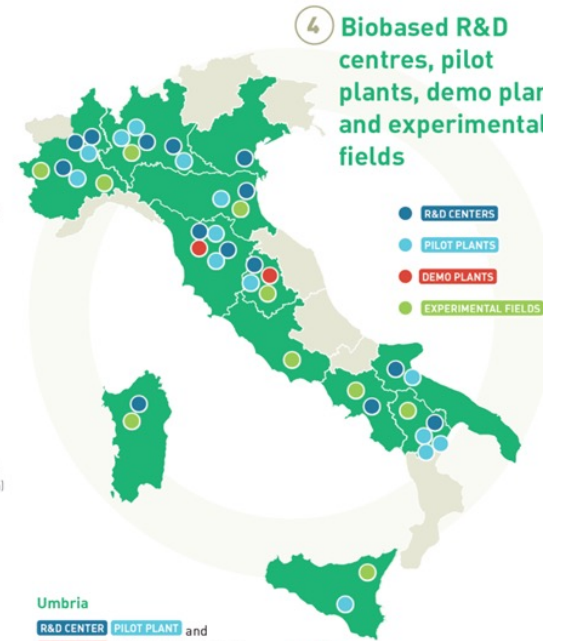 4
Biobased R&D
centres, pilot
plants, demo plan
and experimental
fields
R&D CENTERS
PILOT PLANTS
DEMO PLANTS
EXPERIMENTAL FIELDS
)
Umbria
R&D CENTER PILOT PLANT and